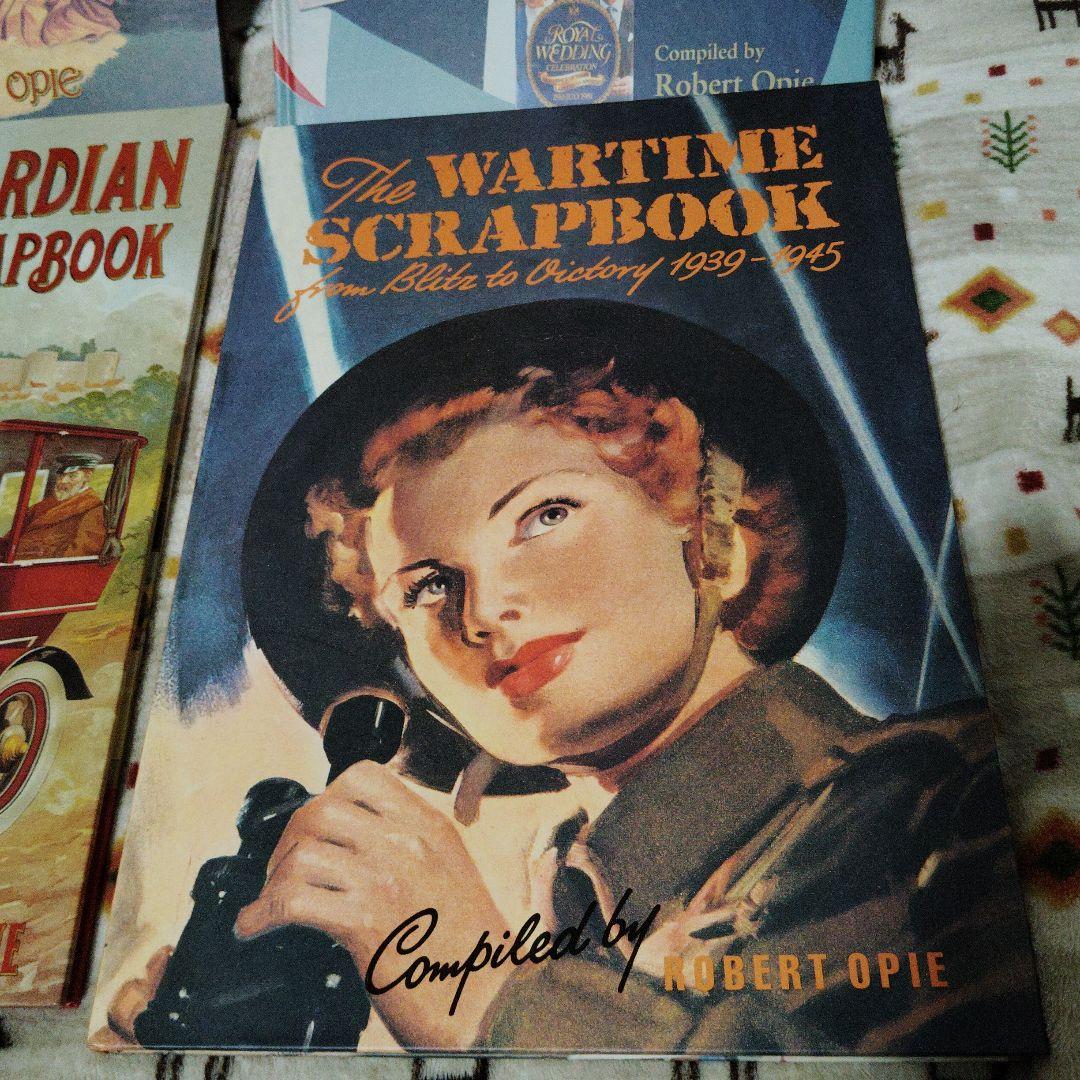 OPIE
ROYAL
WEDDING
CELEBRATION
Compiled by
Robert Opie
RDIAN
APBOOK
The WARTIME
SCRAPBOOK
from Blitz to Victory 1939-1945
Compiled by
ROBERT OPIE